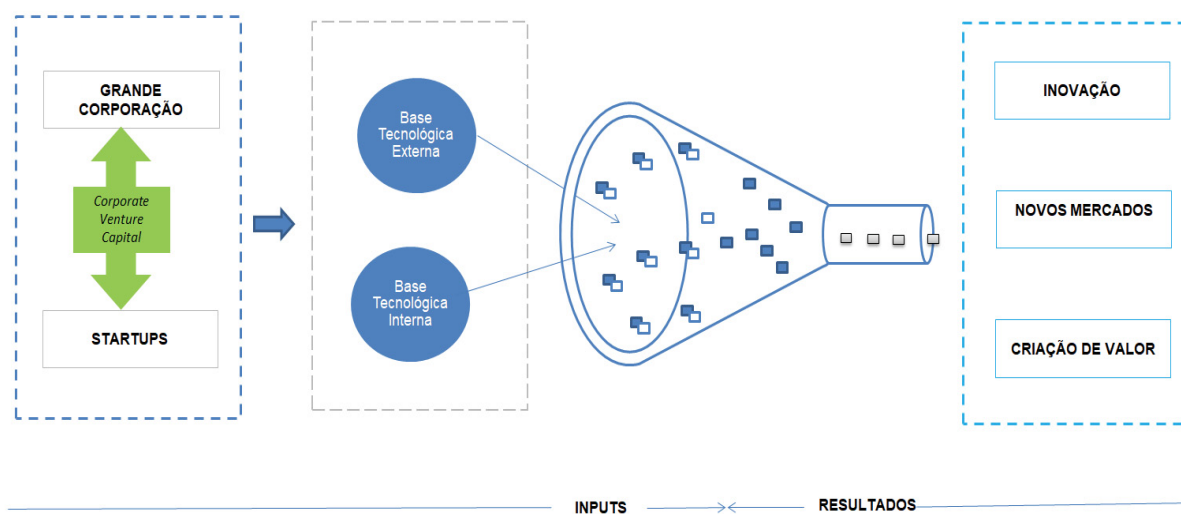 GRANDE
CORPORAÇÃO
Corporate
Venture
Capital
STARTUPS
Base
Tecnológica
Externa
Base
Tecnológica
Interna
INOVAÇÃO
NOVOS MERCADOS
CRIAÇÃO DE VALOR
INPUTS
RESULTADOS